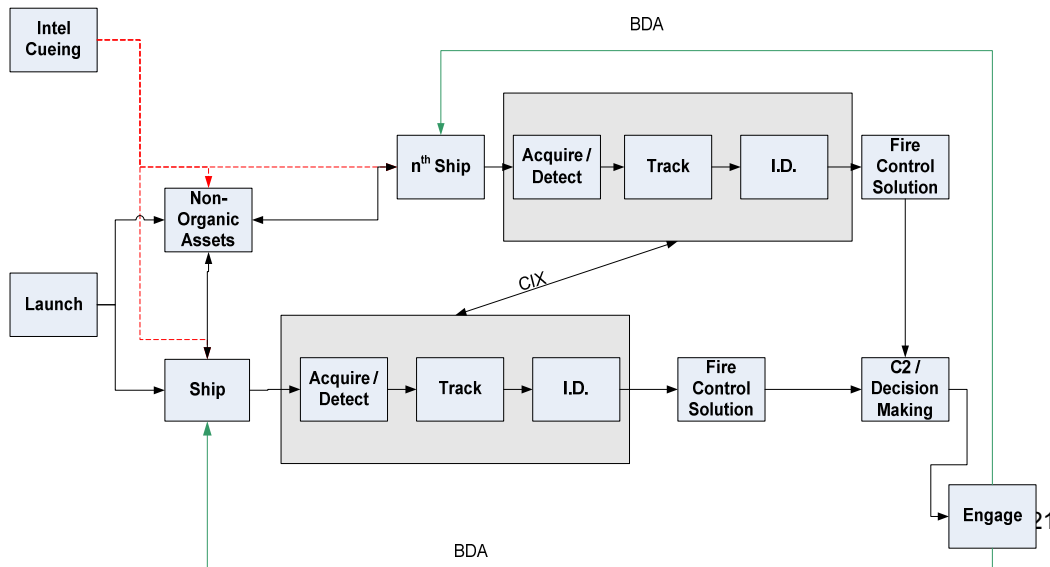 BDA
Intel
Cueing
nth Ship
Acquire /
Detect
Track
I.D.
Fire
Control
Solution
Non-
Organic
Assets
CIX
Launch
Ship
Acquire /
Detect
Track
I.D.
Fire
Control
Solution
C2 /
Decision
Making
Engage
21
BDA